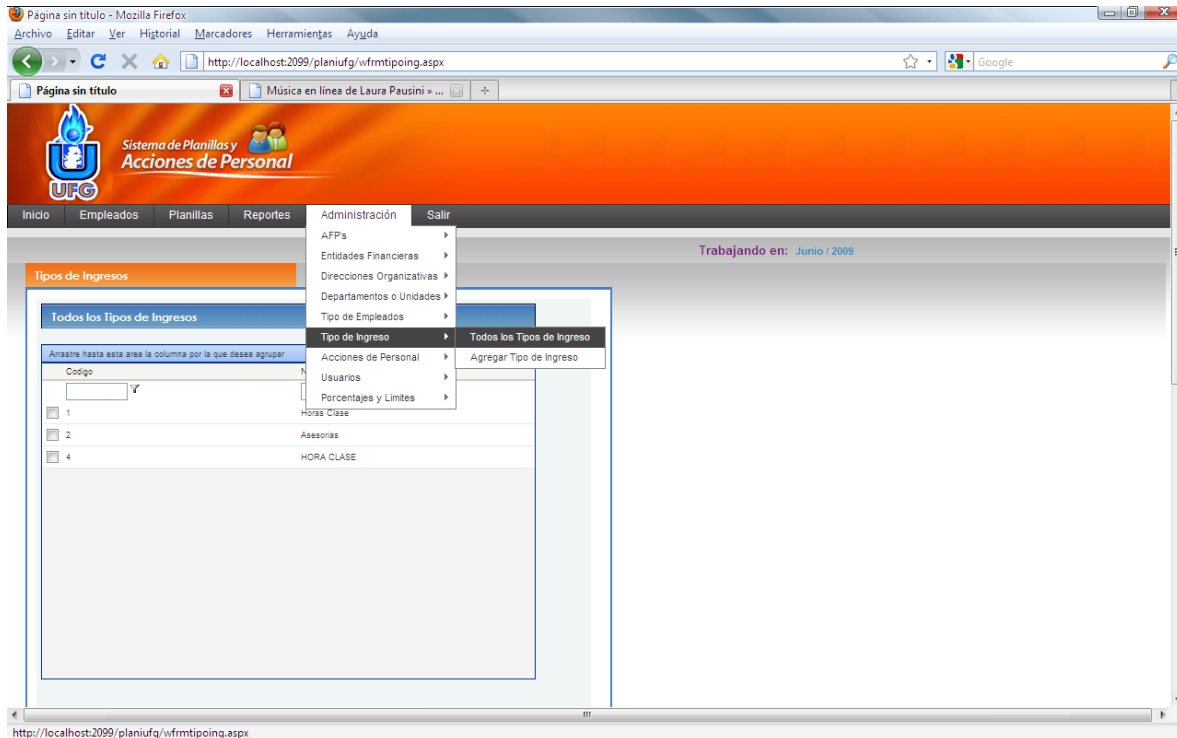 Página sin título - Mozilla Firefox
Archivo Editar Ver Historial Marcadores Herramientas Ayuda
http://localhost:2099/planiufg/wfrmtipoing.aspx
Google
Página sin título
Música en línea de Laura Pausini » ...
UFG
Sistema de Planillas y
Acciones de Personal
Inicio Empleados Planillas Reportes Administración Salir
AFP's
Entidades Financieras
Direcciones Organizativas
Departamentos o Unidades
Tipo de Empleados
Tipo de Ingreso
Acciones de Personal
Usuarios
Porcentajes y Limites
Todos los Tipos de Ingreso
Agregar Tipo de Ingreso
Trabajando en: Junio / 2009
Tipos de Ingresos
Todos los Tipos de Ingresos
Arrastre hasta esta area la columna por la que desea agrupar
Codigo
1 Horas Clase
2 Asesorias
4 HORA CLASE
http://localhost:2099/planiufg/wfrmtipoing.aspx